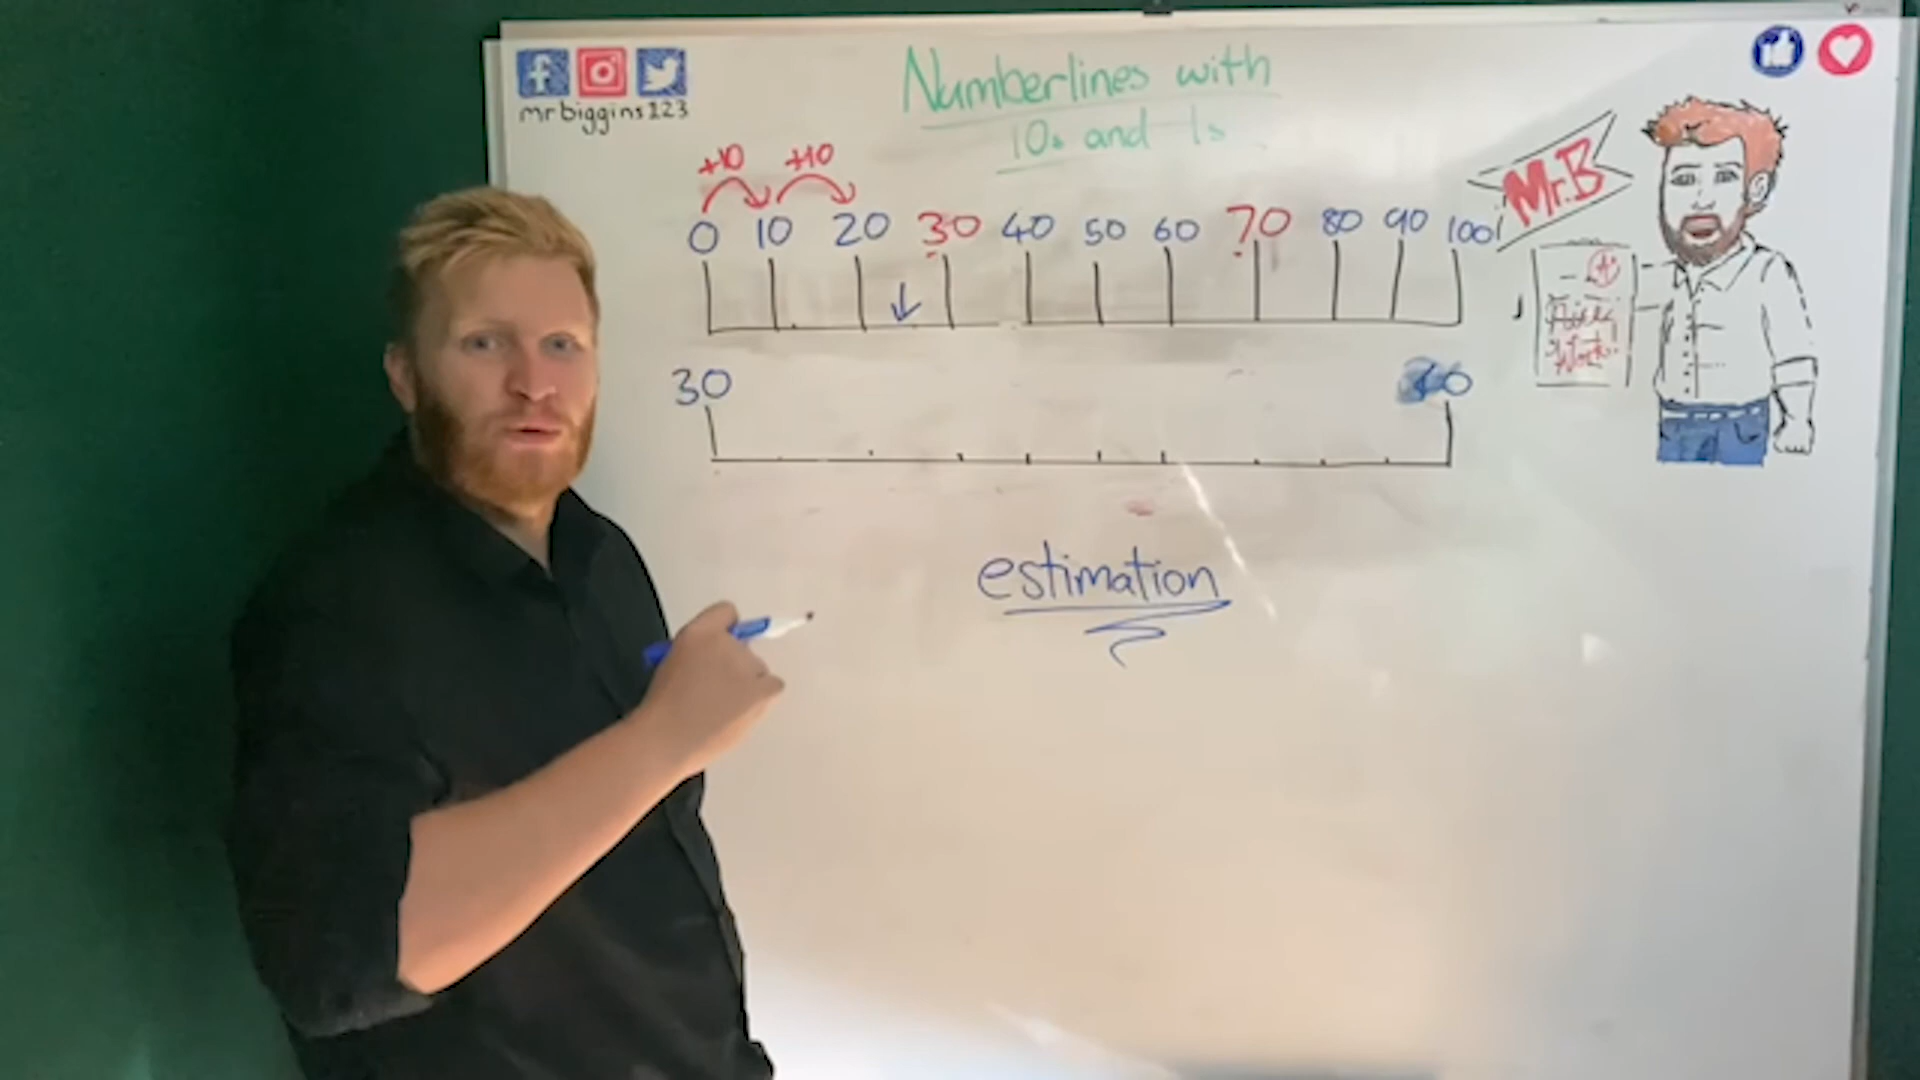 mrbiggins123
Numberlines with
10s and 1s
+10 +10
0 10 20 30 40 50 60 70 80 90 100
Mr.B
A+
Work!
30
estimation